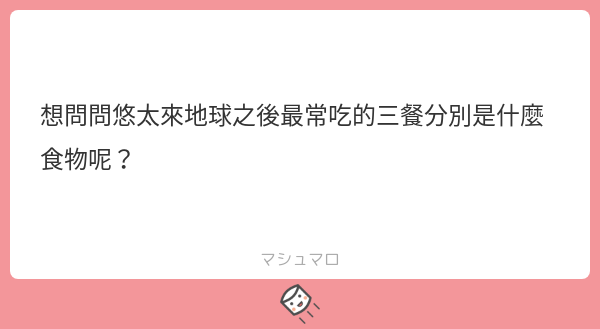 想問問悠太來地球之後最常吃的三餐分別是什麼
食物呢？
マシュマロ